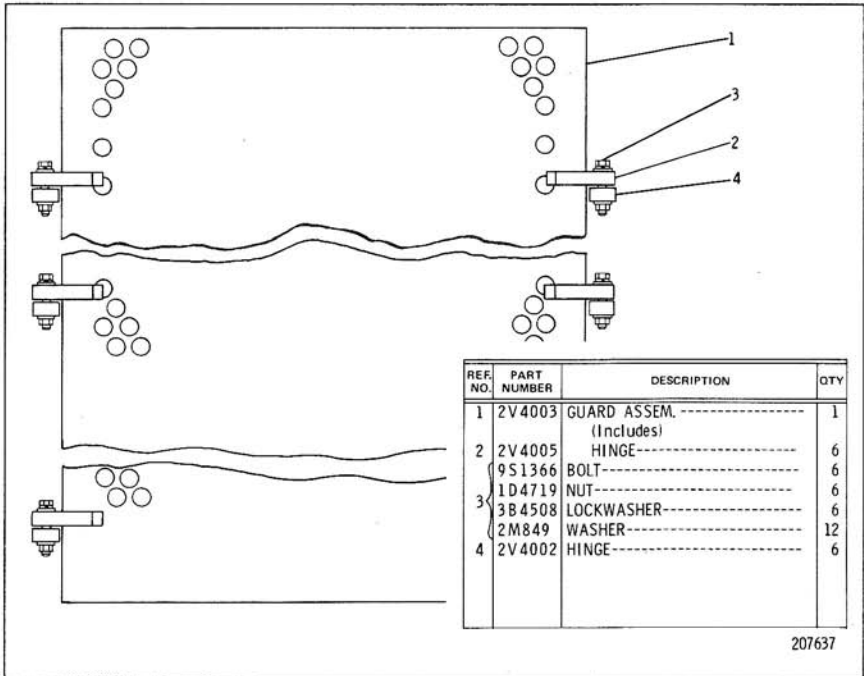 1
3
2
4
REF. NO. PART NUMBER DESCRIPTION QTY
1 2V4003 GUARD ASSEM. ---------------- 1
(Includes)
2 2V4005 HINGE---------------- 6
3 9S1366 BOLT---------------- 6
1D4719 NUT---------------- 6
3B4508 LOCKWASHER---------------- 6
2M849 WASHER---------------- 12
4 2V4002 HINGE---------------- 6
207637